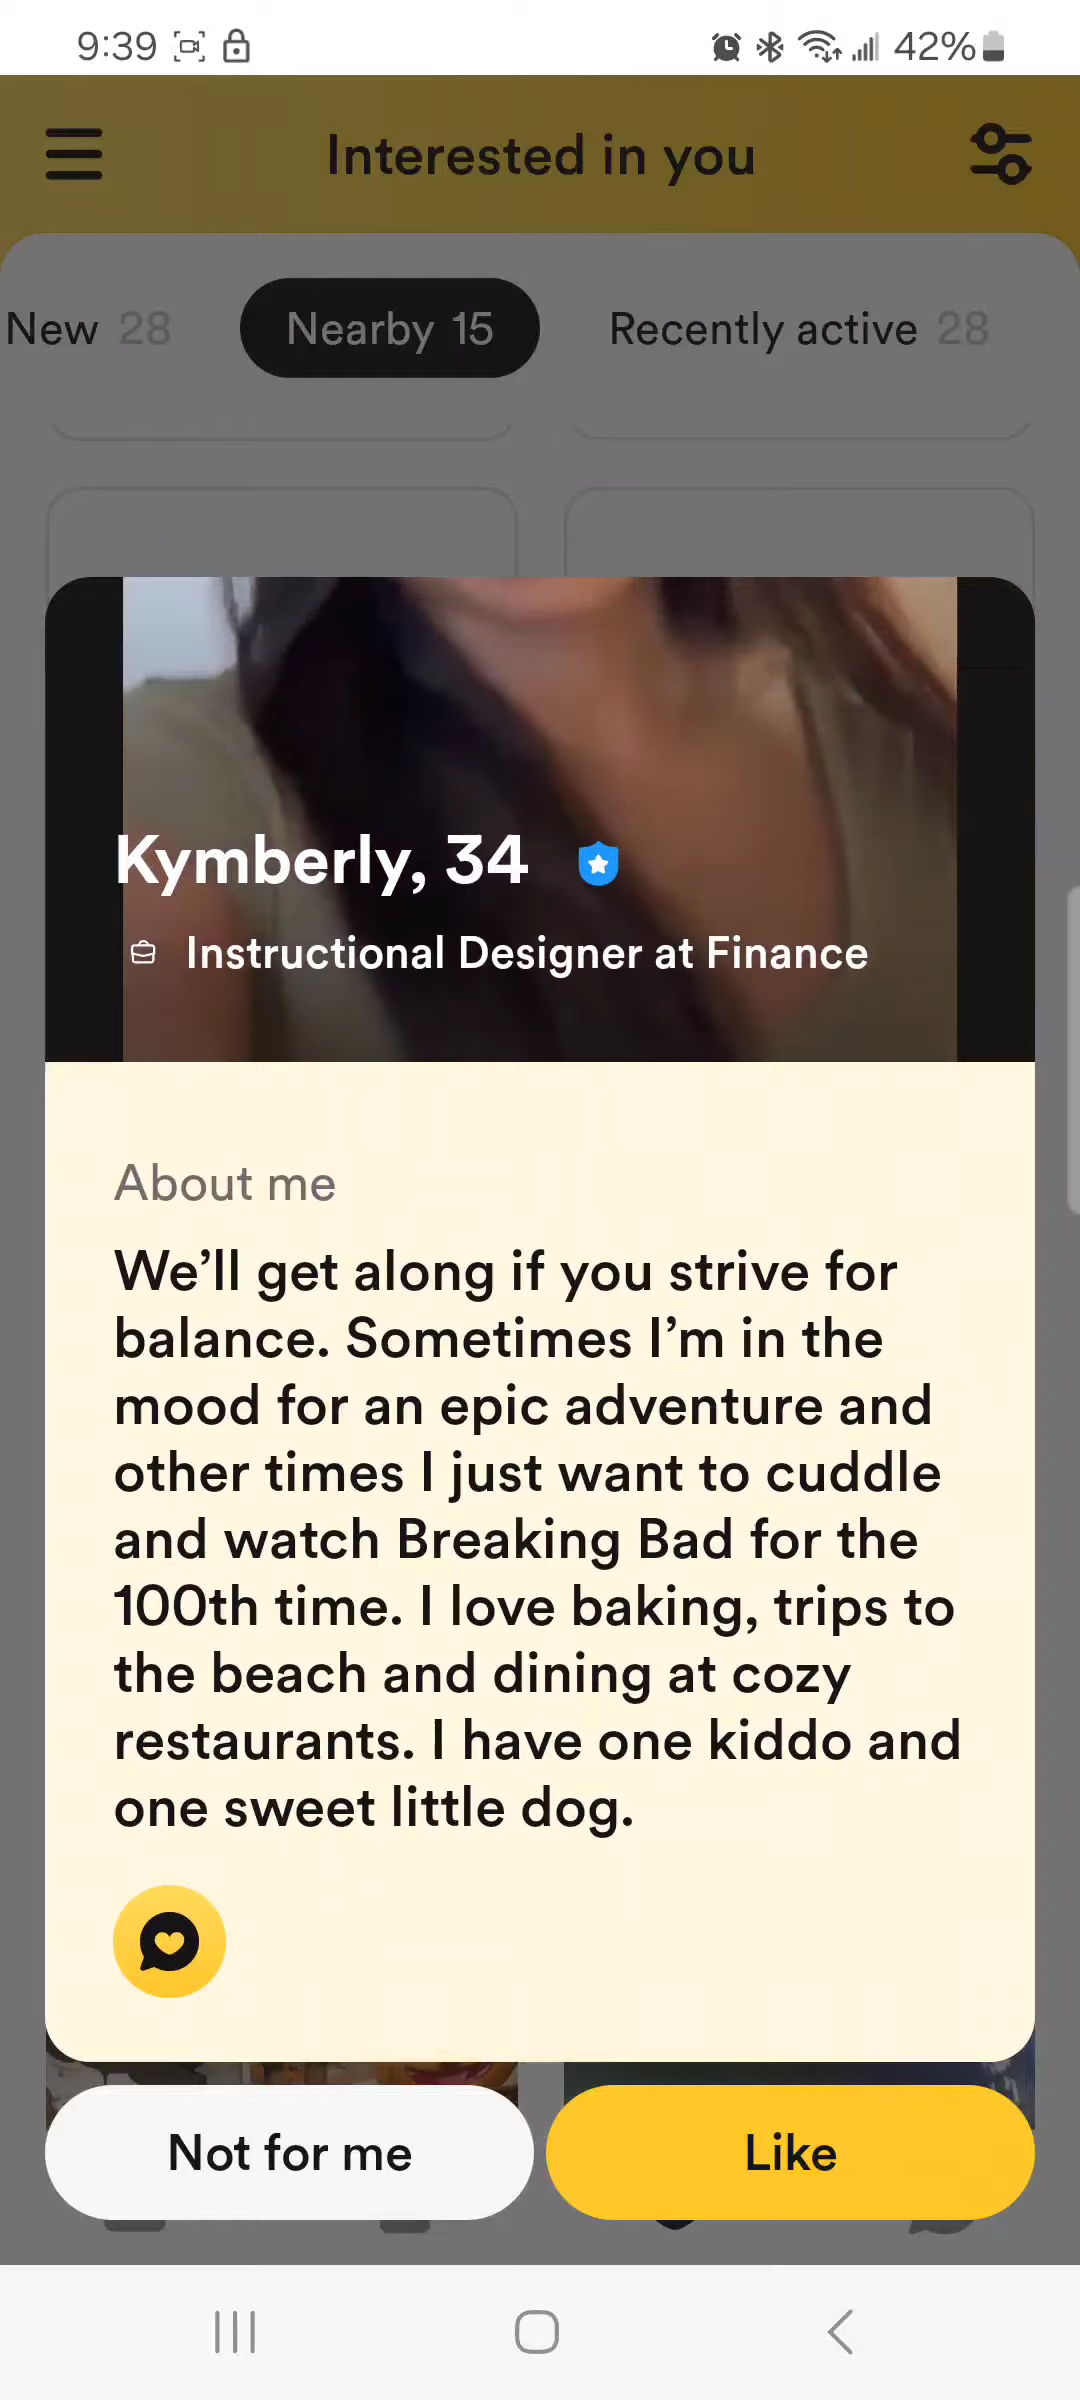 9:39 42%
Interested in you
New 28 Nearby 15 Recently active 28
Kymberly, 34
Instructional Designer at Finance
About me
We’ll get along if you strive for
balance. Sometimes I’m in the
mood for an epic adventure and
other times I just want to cuddle
and watch Breaking Bad for the
100th time. I love baking, trips to
the beach and dining at cozy
restaurants. I have one kiddo and
one sweet little dog.
Not for me Like